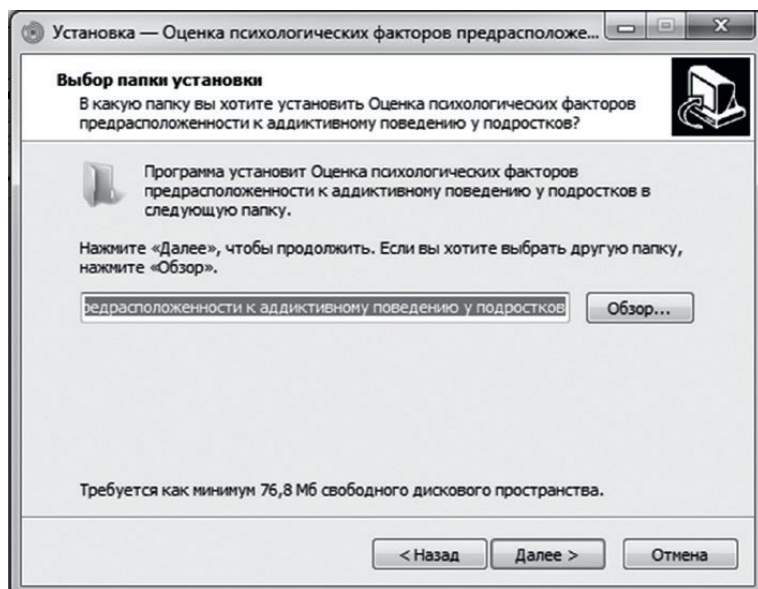 Установка — Оценка психологических факторов предрасположе...
Выбор папки установки
В какую папку вы хотите установить Оценка психологических факторов
предрасположенности к аддиктивному поведению у подростков?
Программа установит Оценка психологических факторов
предрасположенности к аддиктивному поведению у подростков в
следующую папку.
Нажмите «Далее», чтобы продолжить. Если вы хотите выбрать другую папку,
нажмите «Обзор».
редрасположенности к аддиктивному поведению у подростков
Обзор...
Требуется как минимум 76,8 Мб свободного дискового пространства.
< Назад
Далее >
Отмена